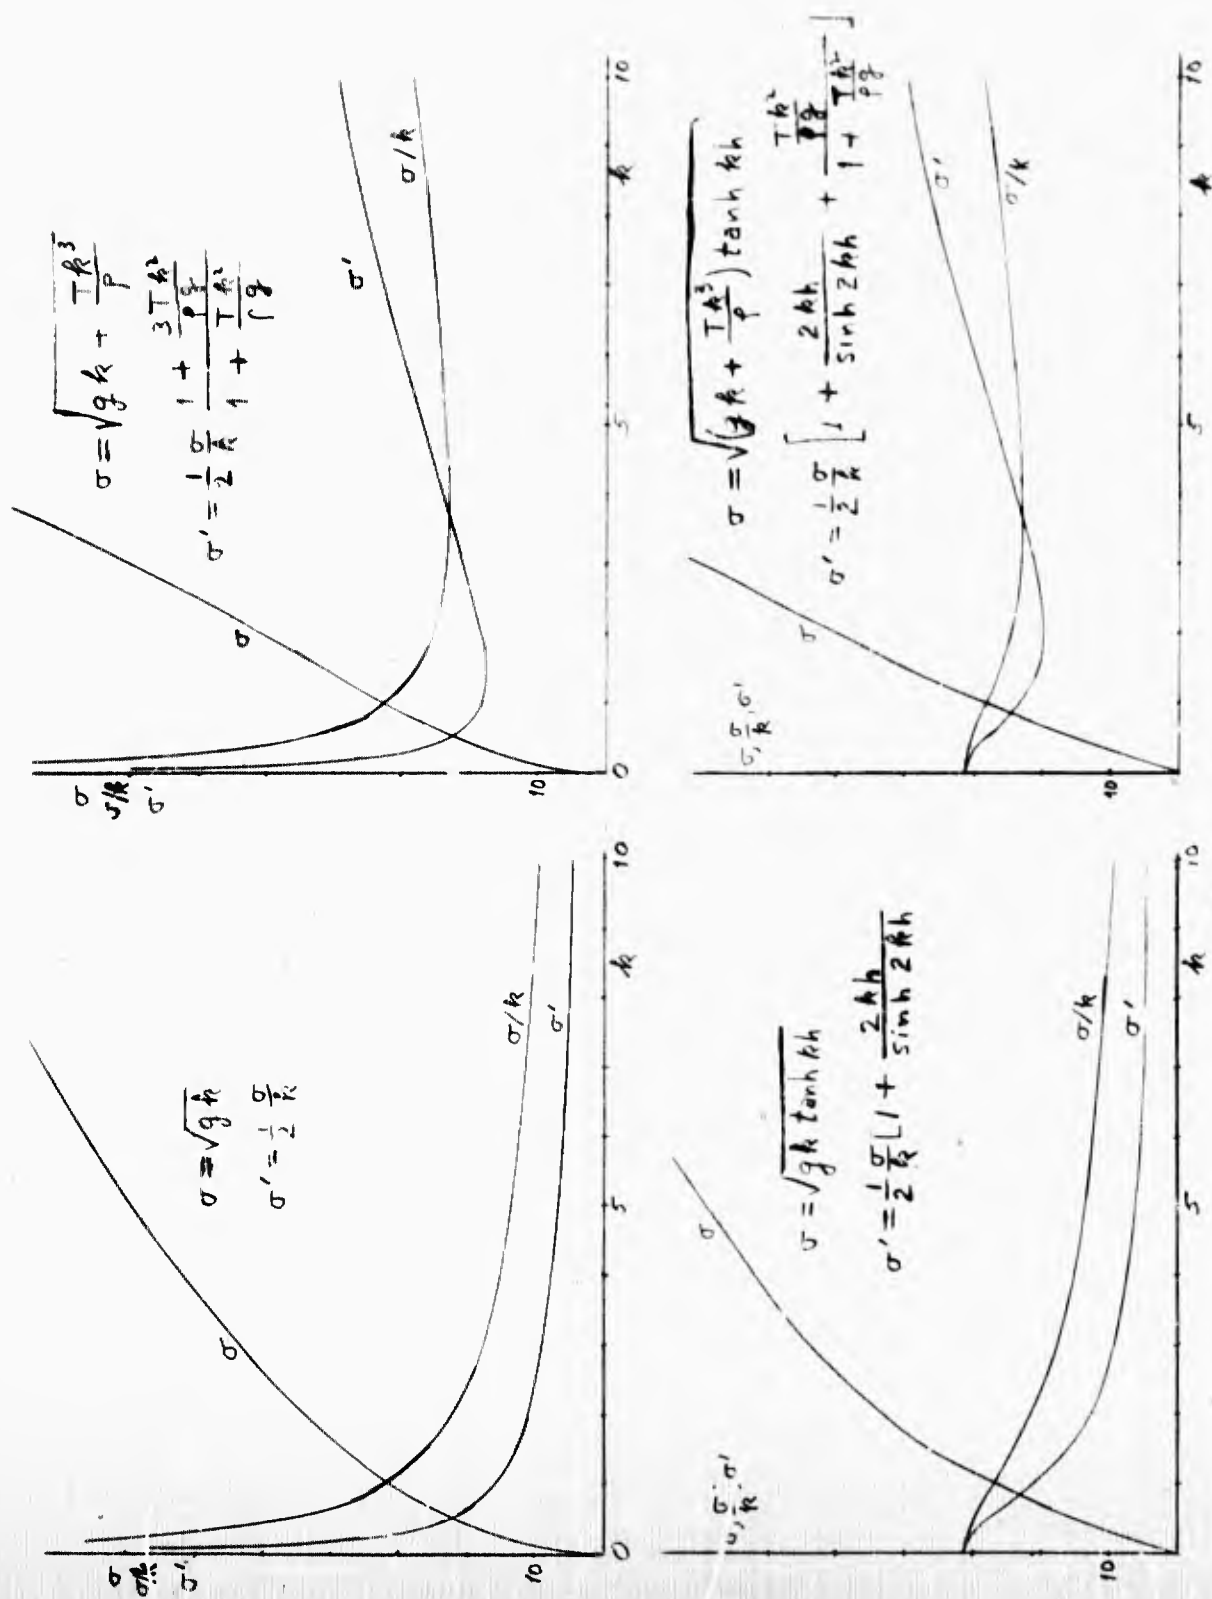 σ
σ/k
σ'
σ = √gk
σ' = 1/2 σ/k
σ
σ/k
σ'
10
0
5
k
10
σ
σ/k
σ'
σ = √gk + Tk³/ρ
σ' = 1/2 σ/k (1 + 3Tk²/ρg)/(1 + Tk²/ρg)
σ
σ'
σ/k
10
0
5
k
10
σ, σ/k, σ'
σ = √gk tanh kh
σ' = 1/2 σ/k [1 + 2kh/sinh 2kh
σ
σ/k
σ'
10
5
k
10
σ, σ/k, σ'
σ = √(gk + Tk³/ρ) tanh kh
σ' = 1/2 σ/k [1 + 2kh/sinh 2kh + (Tk²/ρg)/(1 + Tk²/ρg)]
σ
σ'
σ/k
10
0
5
k
10